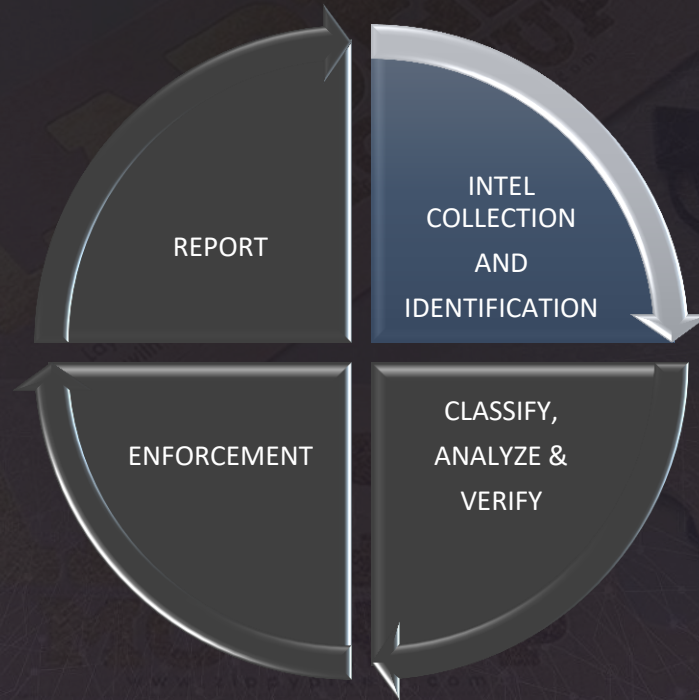 REPORT
INTEL
COLLECTION
AND
IDENTIFICATION
ENFORCEMENT
CLASSIFY,
ANALYZE &
VERIFY